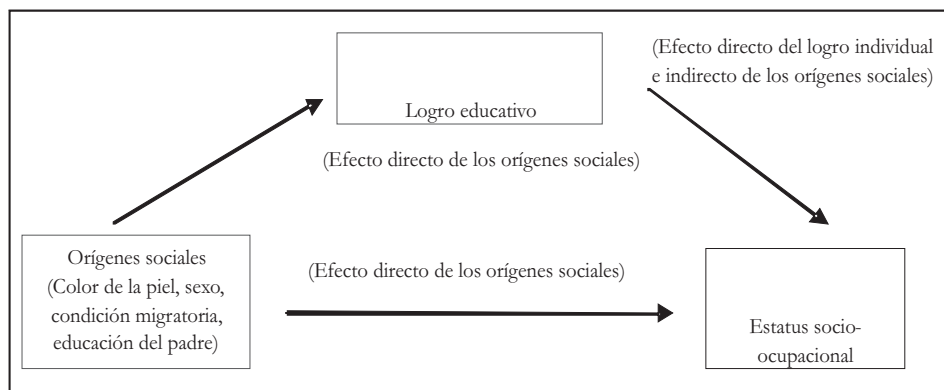 (Efecto directo del logro individual
e indirecto de los orígenes sociales)
Logro educativo
(Efecto directo de los orígenes sociales)
Orígenes sociales
(Color de la piel, sexo,
condición migratoria,
educación del padre)
(Efecto directo de los orígenes sociales)
Estatus socio-
ocupacional